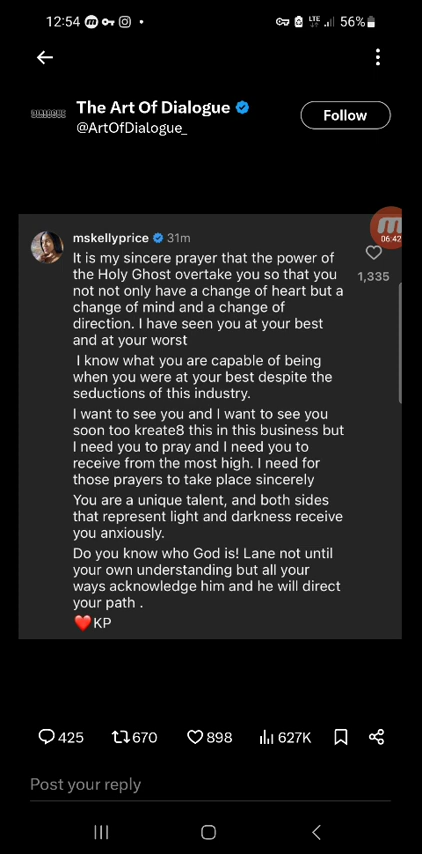 12:54
LTE 56%
The Art Of Dialogue
DIALOGUE
@ArtOfDialogue_
Follow
mskellyprice 31m
06:42
It is my sincere prayer that the power of
the Holy Ghost overtake you so that you
not not only have a change of heart but a
change of mind and a change of
direction. I have seen you at your best
and at your worst
1,335
I know what you are capable of being
when you were at your best despite the
seductions of this industry.
I want to see you and I want to see you
soon too kreate8 this in this business but
I need you to pray and I need you to
receive from the most high. I need for
those prayers to take place sincerely
You are a unique talent, and both sides
that represent light and darkness receive
you anxiously.
Do you know who God is! Lane not until
your own understanding but all your
ways acknowledge him and he will direct
your path .
❤️KP
425 670 898 627K
Post your reply